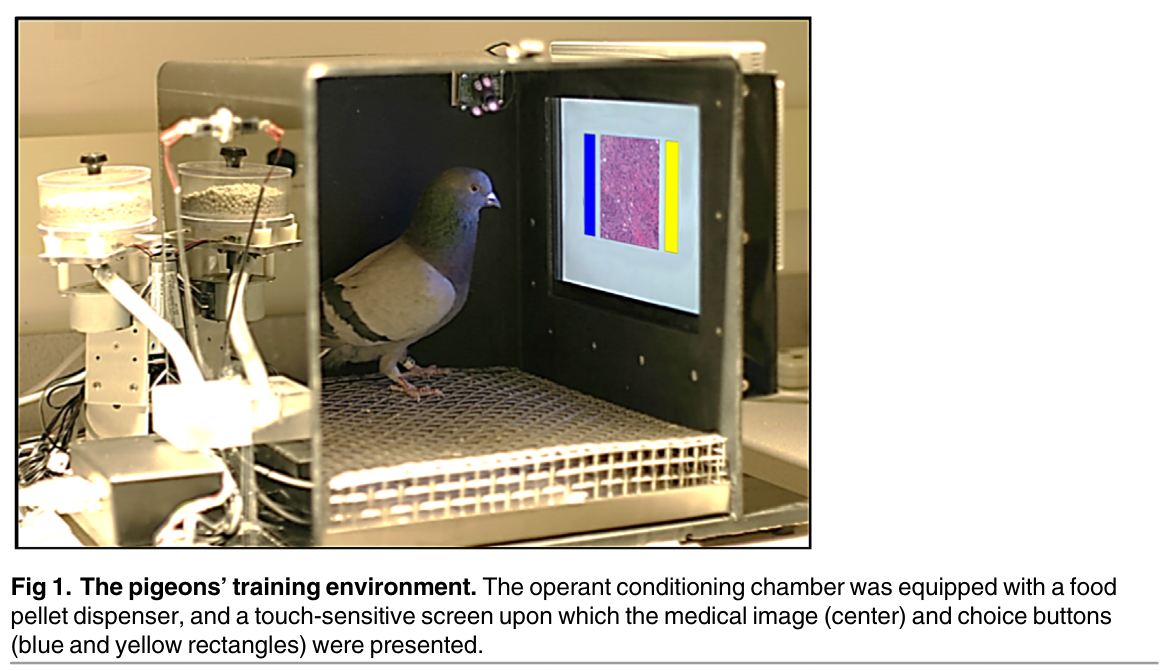 Fig 1. The pigeons’ training environment. The operant conditioning chamber was equipped with a food
pellet dispenser, and a touch-sensitive screen upon which the medical image (center) and choice buttons
(blue and yellow rectangles) were presented.